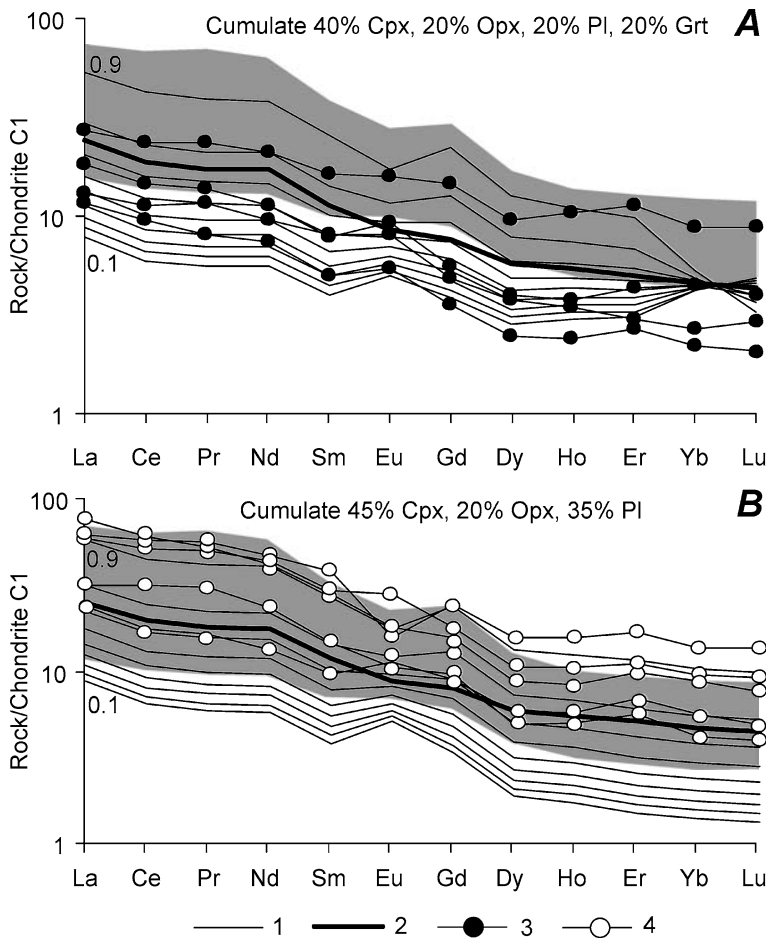 Cumulate 40% Cpx, 20% Opx, 20% Pl, 20% Grt
A
100
10
1
Rock/Chondrite C1
0.9
0.1
La Ce Pr Nd Sm Eu Gd Dy Ho Er Yb Lu
Cumulate 45% Cpx, 20% Opx, 35% Pl
B
100
10
1
Rock/Chondrite C1
0.9
0.1
La Ce Pr Nd Sm Eu Gd Dy Ho Er Yb Lu
1 2 3 4